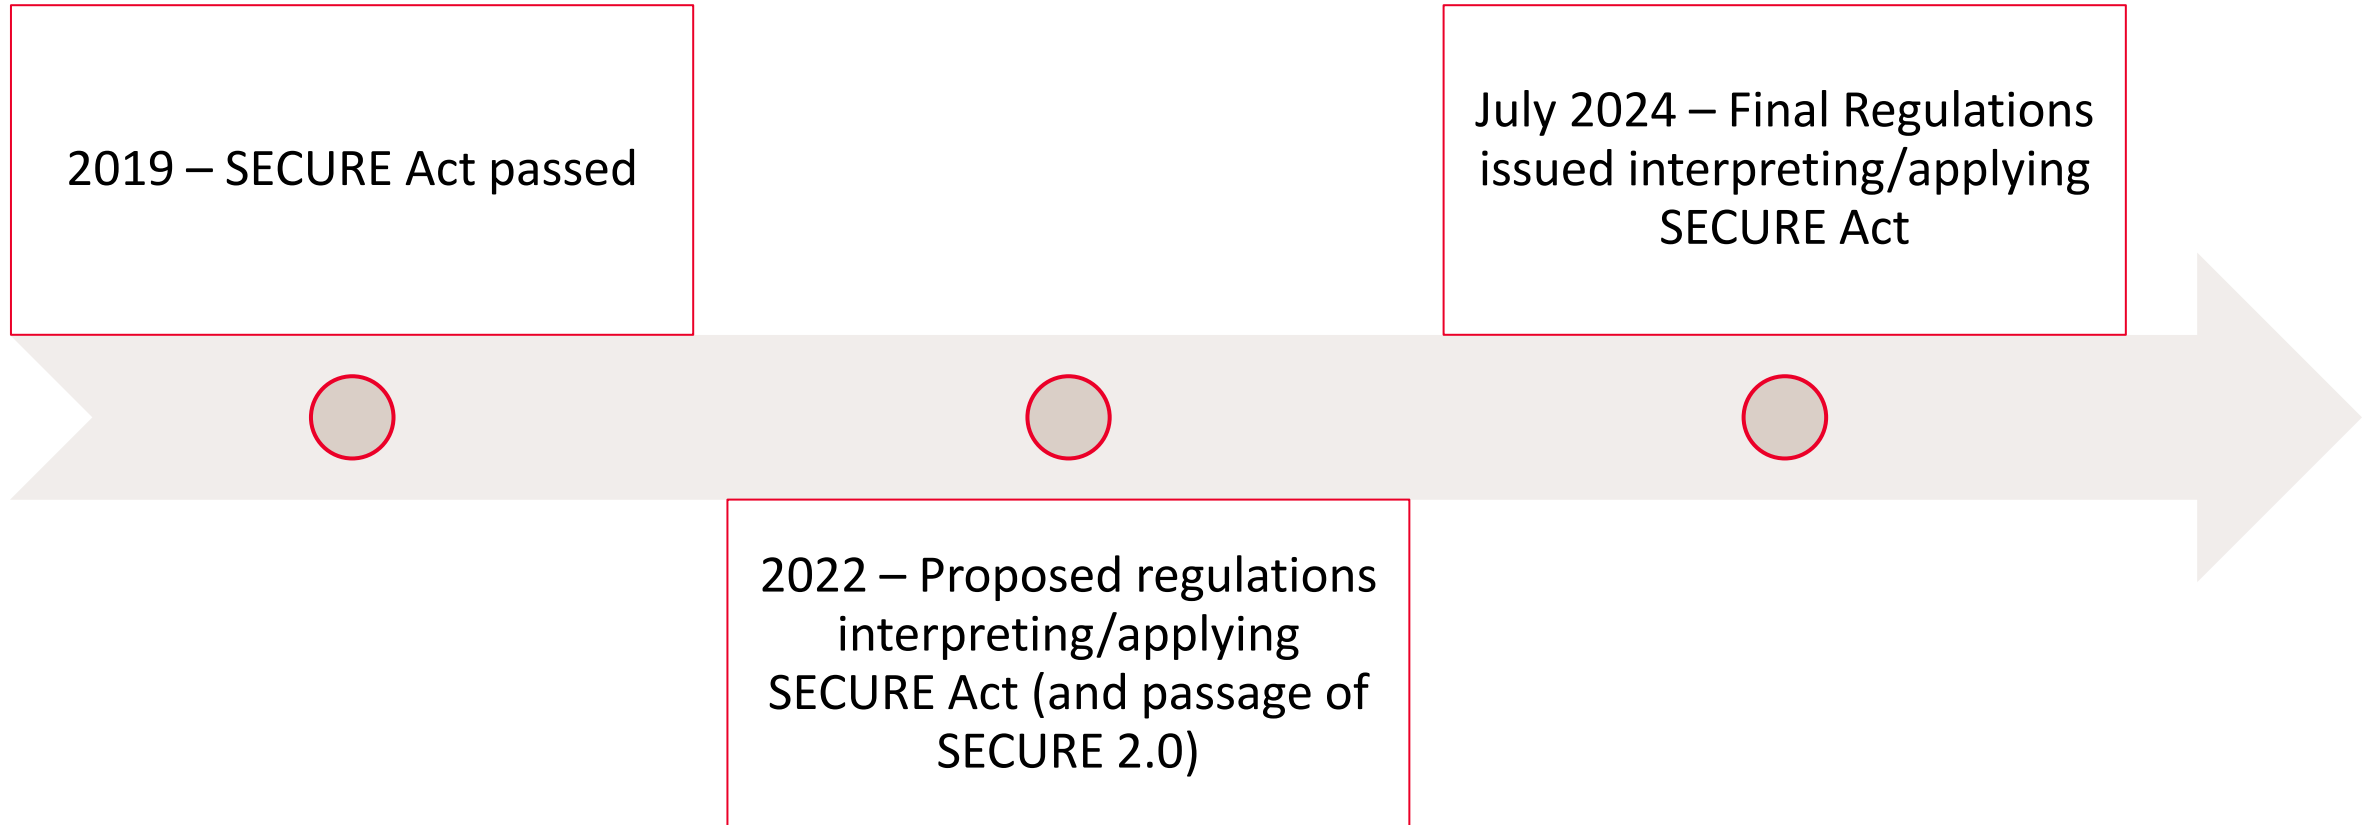 2019 – SECURE Act passed
2022 – Proposed regulations
interpreting/applying
SECURE Act (and passage of
SECURE 2.0)
July 2024 – Final Regulations
issued interpreting/applying
SECURE Act